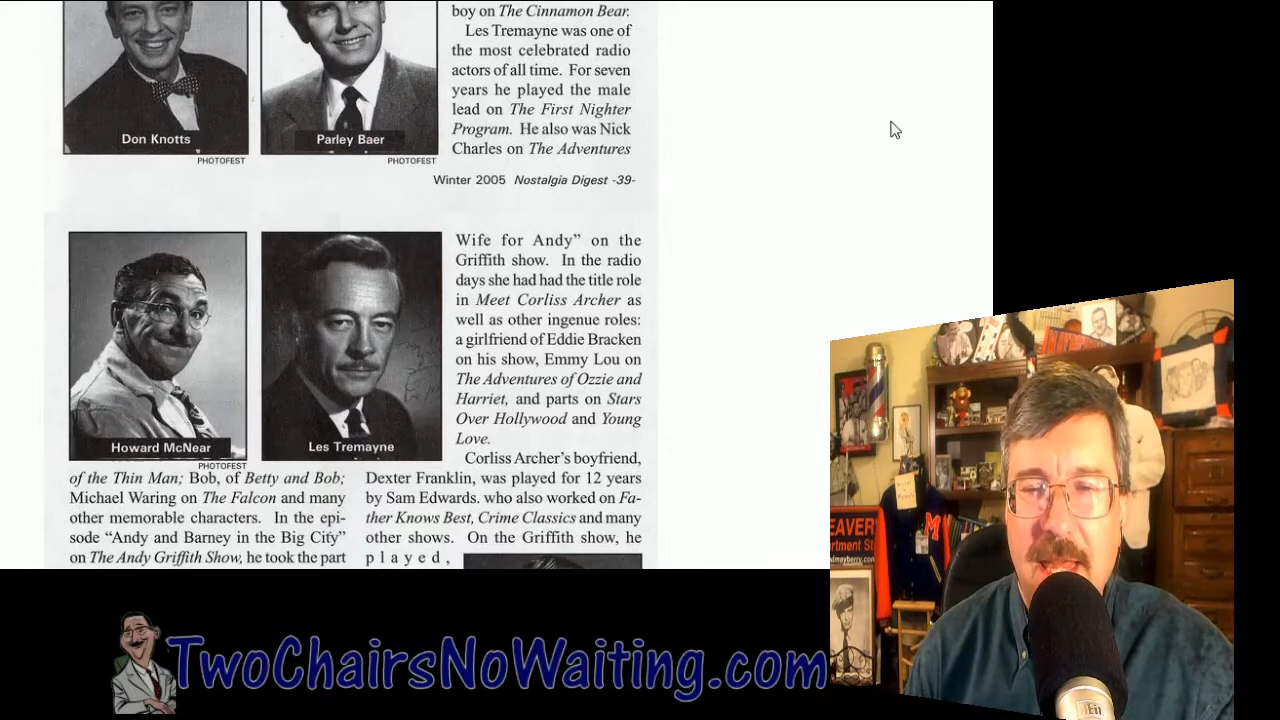 boy on The Cinnamon Bear.
Les Tremayne was one of
the most celebrated radio
actors of all time. For seven
years he played the male
lead on The First Nighter
Program. He also was Nick
Charles on The Adventures
Don Knotts
Parley Baer
PHOTOFEST
PHOTOFEST
Winter 2005 Nostalgia Digest -39-
Howard McNear
Les Tremayne
PHOTOFEST
Wife for Andy” on the
Griffith show. In the radio
days she had had the title role
in Meet Corliss Archer as
well as other ingenue roles:
a girlfriend of Eddie Bracken
on his show, Emmy Lou on
The Adventures of Ozzie and
Harriet, and parts on Stars
Over Hollywood and Young
Love.
Corliss Archer’s boyfriend,
of the Thin Man; Bob, of Betty and Bob;
Michael Waring on The Falcon and many
other memorable characters. In the epi-
sode “Andy and Barney in the Big City”
on The Andy Griffith Show, he took the part
Dexter Franklin, was played for 12 years
by Sam Edwards. who also worked on Fa-
ther Knows Best, Crime Classics and many
other shows. On the Griffith show, he
played,
M
TwoChairsNoWaiting.com